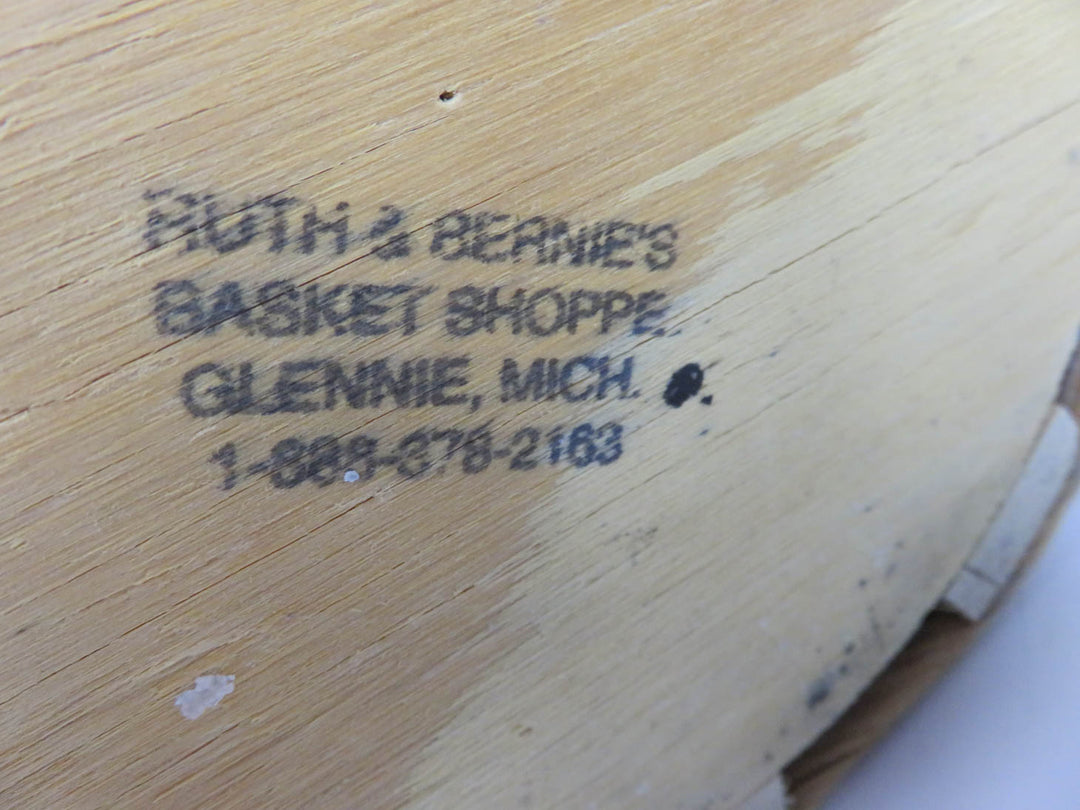 RUTH & BERNIE'S
BASKET SHOPPE.
GLENNIE, MICH.
1-888-378-2163